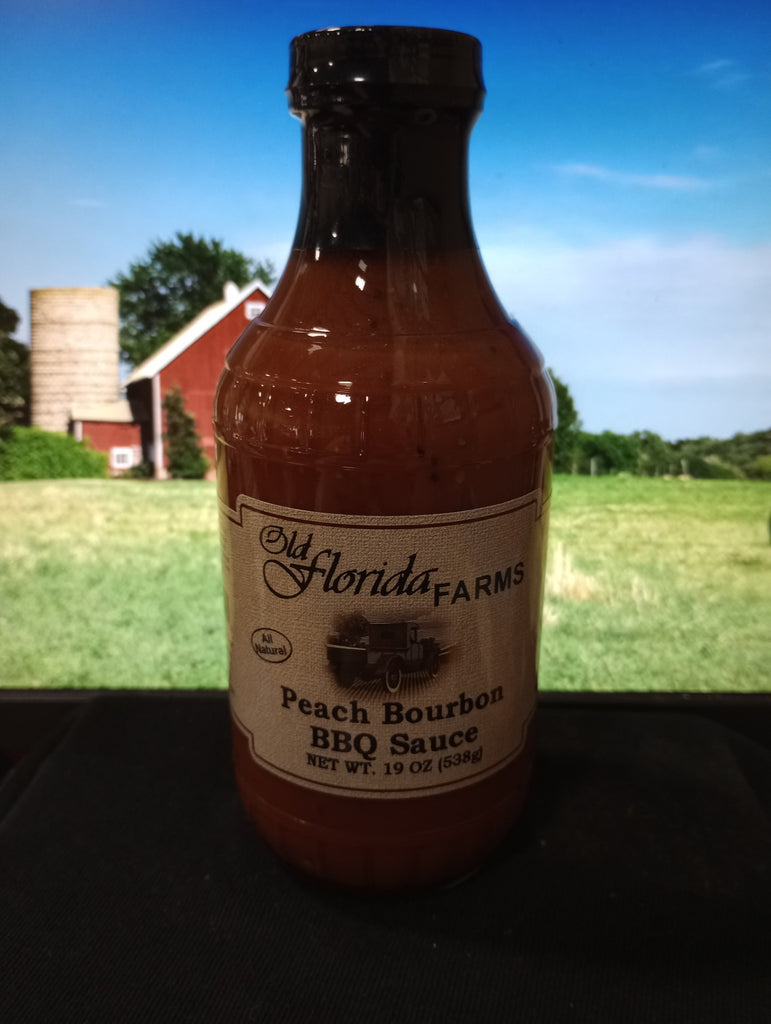 Old Florida FARMS
All
Natural
Peach Bourbon
BBQ Sauce
NET WT. 19 OZ (538g)